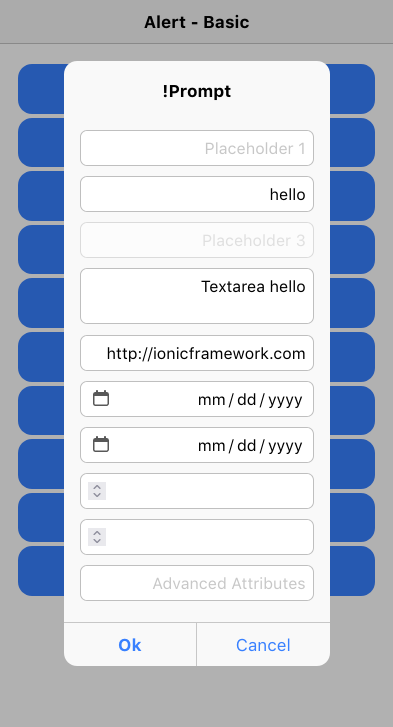 Alert - Basic
!Prompt
Placeholder 1
hello
Placeholder 3
Textarea hello
http://ionicframework.com
mm/dd/yyyy
mm/dd/yyyy
Advanced Attributes
Ok Cancel